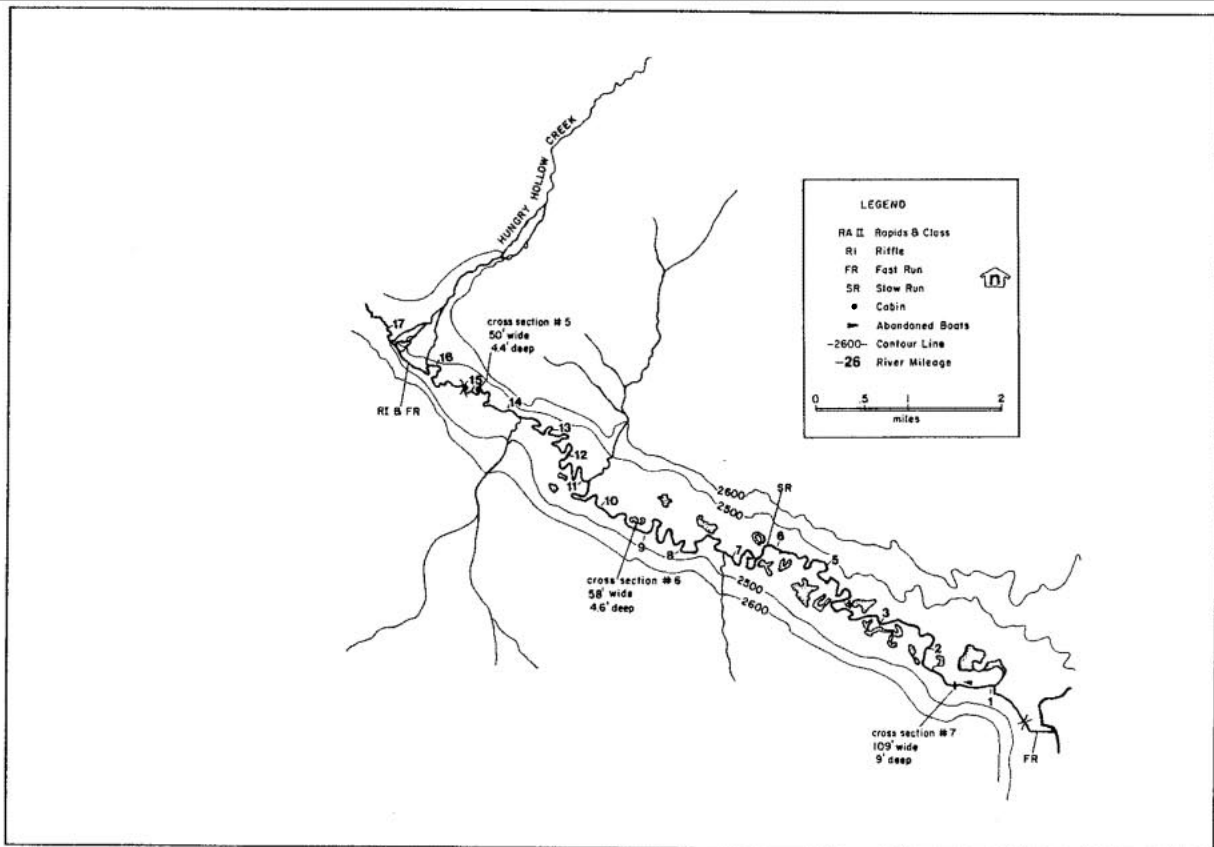 HUNGRY HOLLOW CREEK
LEGEND
RA II Rapids & Class
RI Riffle
FR Fast Run
SR Slow Run
Cabin
Abandoned Boats
-2600- Contour Line
-26 River Mileage
n
0 .5 1 2
miles
17
16
cross section #5
50' wide
4.4' deep
15
RI & FR
14
13
12
11
10
9
8
cross section #6
58' wide
4.6' deep
7
SR
6
5
2600
2500
2500
2600
3
2
1
cross section #7
109' wide
9' deep
FR